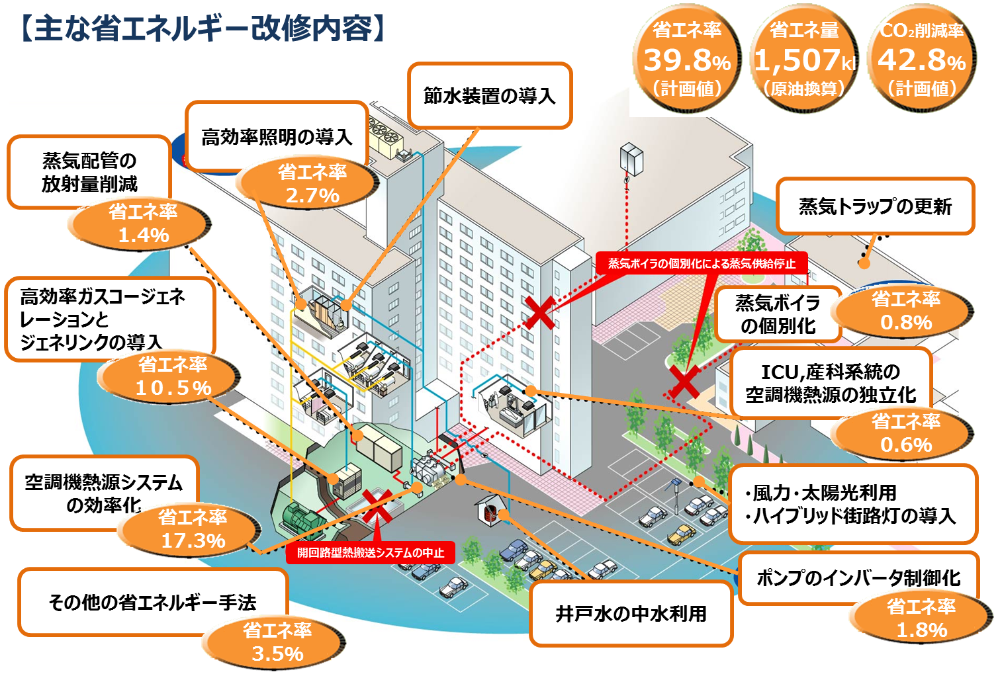 【主な省エネルギー改修内容】
省エネ率
39.8%
（計画値）
省エネ量
1,507kl
（原油換算）
CO₂削減率
42.8%
（計画値）
節水装置の導入
高効率照明の導入
省エネ率
2.7%
蒸気配管の
放射量削減
省エネ率
1.4%
蒸気トラップの更新
蒸気ボイラの個別化による蒸気供給停止
高効率ガスコージェネ
レーションと
ジェネリンクの導入
省エネ率
１０.５％
蒸気ボイラ
の個別化
省エネ率
0.8%
ICU,産科系統の
空調機熱源の独立化
省エネ率
0.6%
空調機熱源システム
の効率化
省エネ率
17.3%
・風力・太陽光利用
・ハイブリッド街路灯の導入
開回路型熱搬送システムの中止
ポンプのインバータ制御化
省エネ率
1.8%
その他の省エネルギー手法
省エネ率
3.5%
井戸水の中水利用